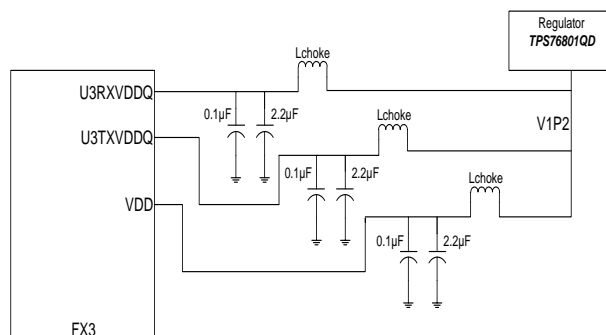 Regulator
TPS76801QD
Lchoke
U3RXVDDQ
0.1µF
2.2µF
Lchoke
V1P2
U3TXVDDQ
0.1µF
2.2µF
Lchoke
VDD
0.1µF
2.2µF
FX3